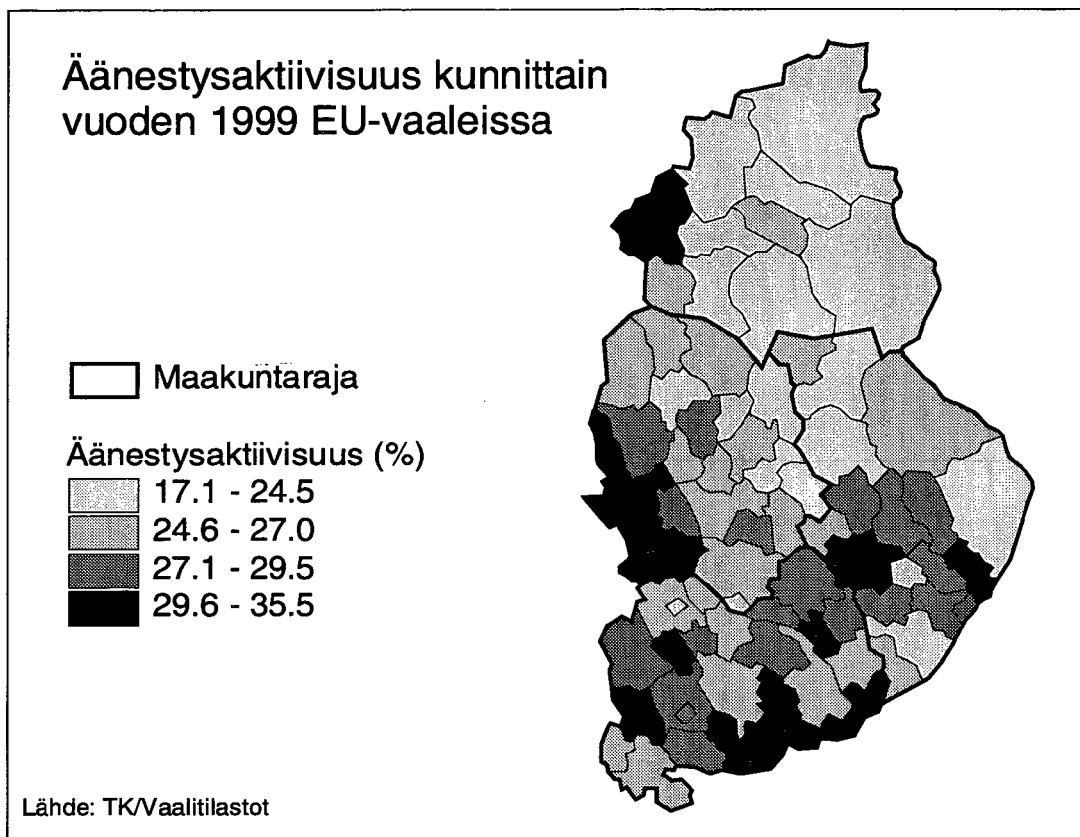 Äänestysaktiivisuus kunnittain
vuoden 1999 EU-vaaleissa
Maakuntaraja
Äänestysaktiivisuus (%)
17.1 - 24.5
24.6 - 27.0
27.1 - 29.5
29.6 - 35.5
Lähde: TK/Vaalitilastot